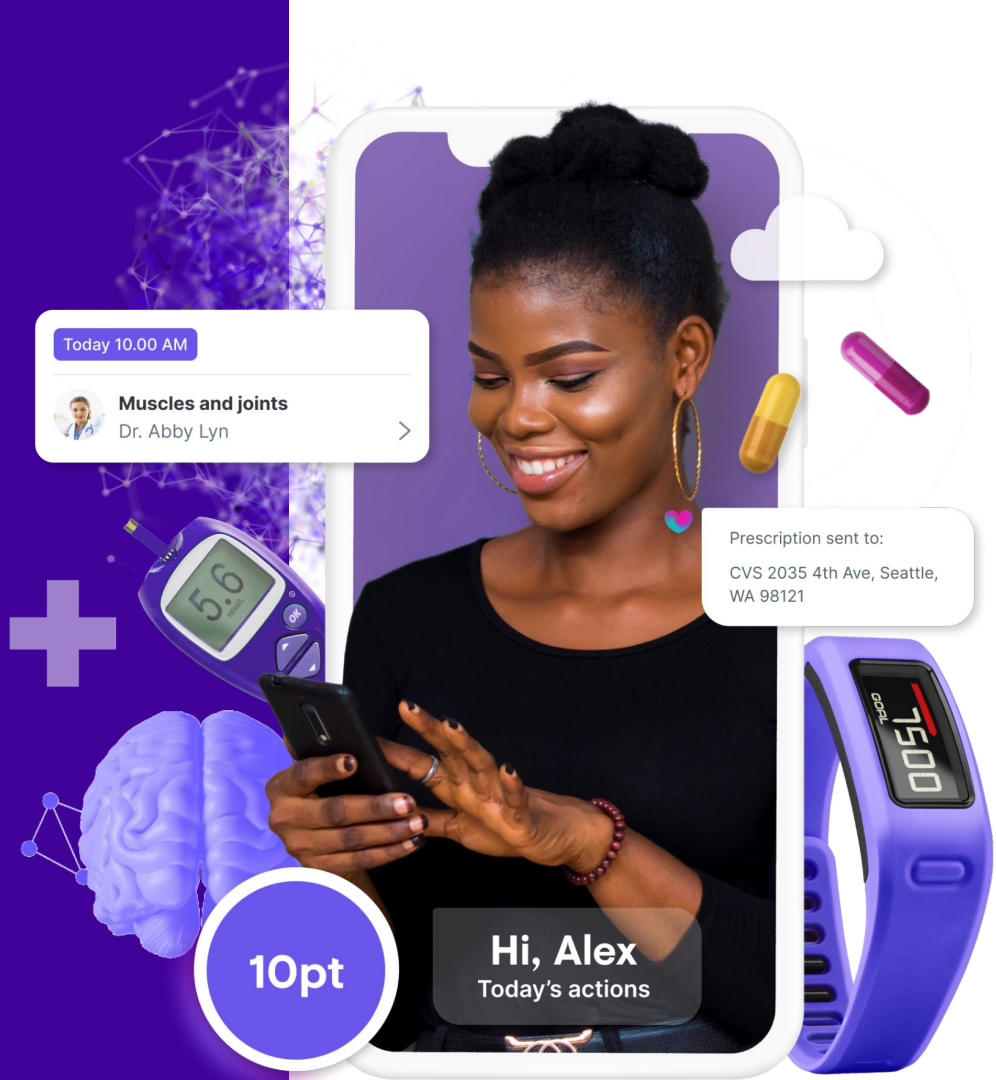 Today 10.00 AM
Muscles and joints
Dr. Abby Lyn
Prescription sent to:
CVS 2035 4th Ave, Seattle,
WA 98121
5.6
mmol/L
OK
GOAL
7500
10pt
Hi, Alex
Today’s actions